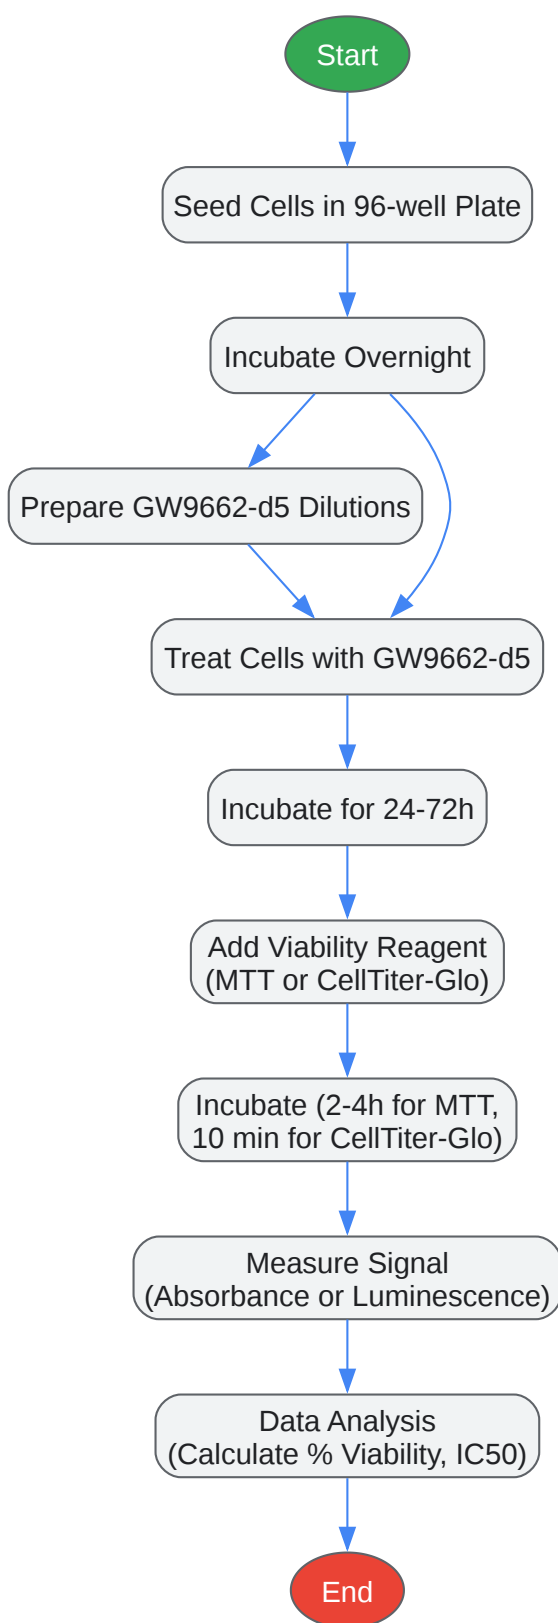 Start
Seed Cells in 96-well Plate
Incubate Overnight
Prepare GW9662-d5 Dilutions
Treat Cells with GW9662-d5
Incubate for 24-72h
Add Viability Reagent
(MTT or CellTiter-Glo)
Incubate (2-4h for MTT,
10 min for CellTiter-Glo)
Measure Signal
(Absorbance or Luminescence)
Data Analysis
(Calculate % Viability, IC50)
End